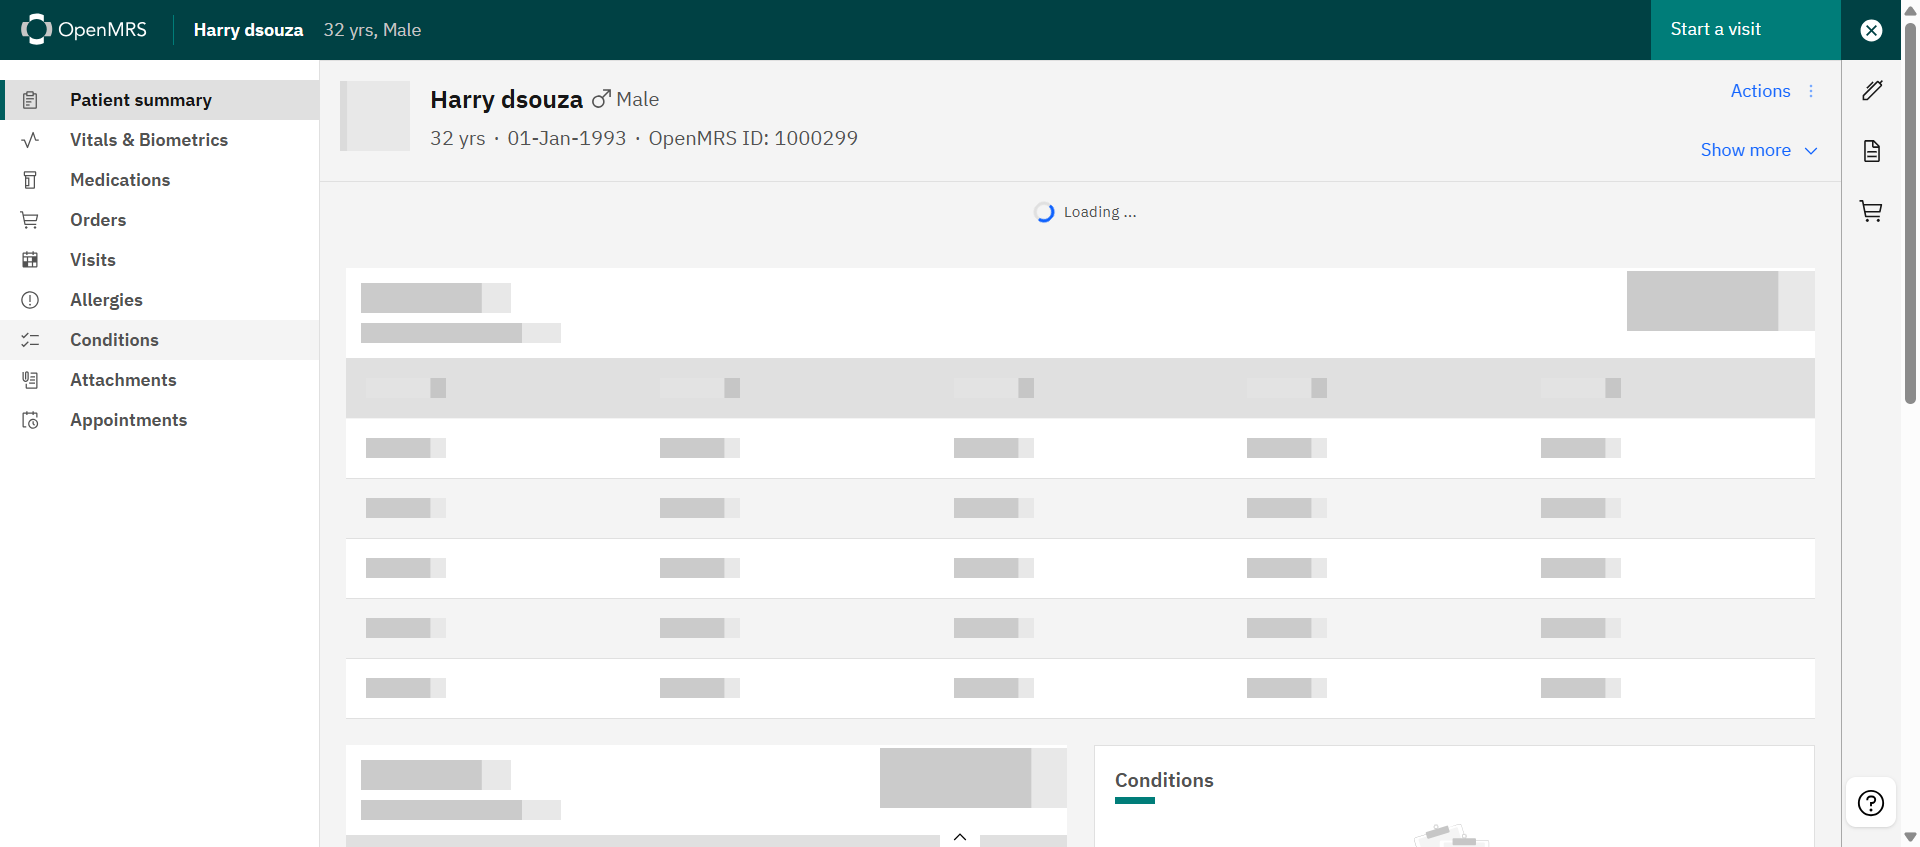 OpenMRS
Harry dsouza 32 yrs, Male
Start a visit
Patient summary
Vitals & Biometrics
Medications
Orders
Visits
Allergies
Conditions
Attachments
Appointments
Harry dsouza Male
32 yrs · 01-Jan-1993 · OpenMRS ID: 1000299
Actions
Show more
Loading ...
Conditions